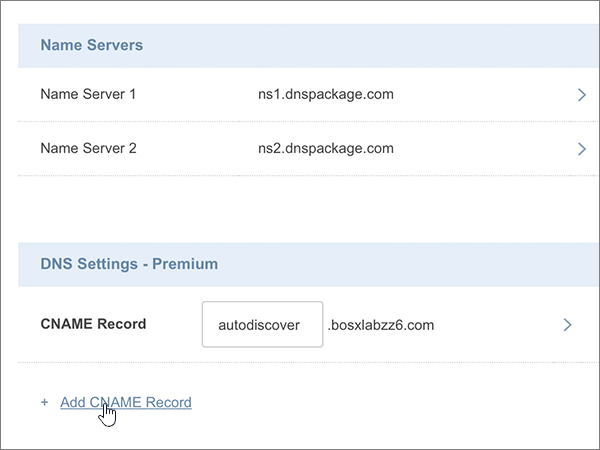 Name Servers
Name Server 1 ns1.dnspackage.com
Name Server 2 ns2.dnspackage.com
DNS Settings - Premium
CNAME Record autodiscover .bosxlabzz6.com
+ Add CNAME Record